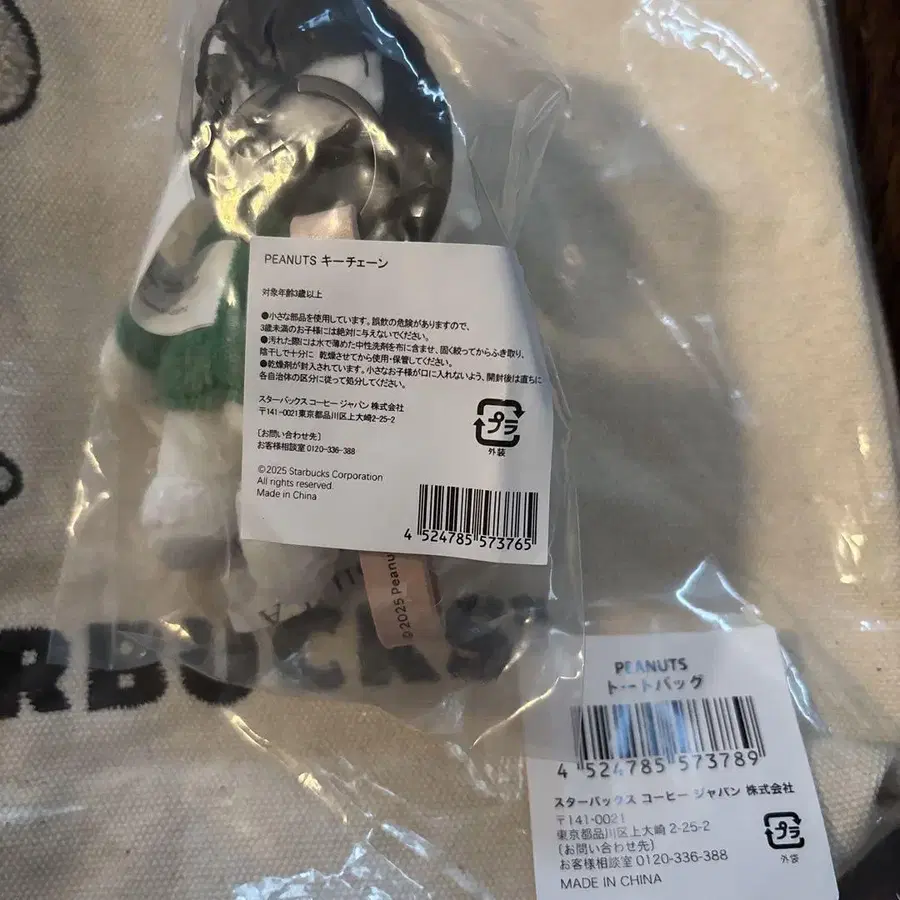 PEANUTS キーチェーン
対象年齢3歳以上
●小さな部品を使用しています。誤飲の危険がありますので、
3歳未満のお子様には絶対に与えないでください。
●汚れた際には水で薄めた中性洗剤を布に含ませ、固く絞ってからふき取り、
陰干しで十分に 乾燥させてから使用・保管してください。
●乾燥剤が封入されています。小さなお子様が口に入れないよう、開封後は直ちに
各自治体の区分に従って処分してください。
スターバックス コーヒー ジャパン 株式会社
〒141-0021東京都品川区上大崎2-25-2
[お問い合わせ先]
お客様相談室 0120-336-388
プラ
外装
©2025 Starbucks Corporation
All rights reserved.
Made in China
4 524785 573765
©2025 Peanu
RBUCKS
PEANUTS
トートバッグ
4 524785 573789
スターバックス コーヒー ジャパン 株式会社
〒141-0021
東京都品川区上大崎 2-25-2
[お問い合わせ先]
お客様相談室 0120-336-388
MADE IN CHINA
プラ
外袋